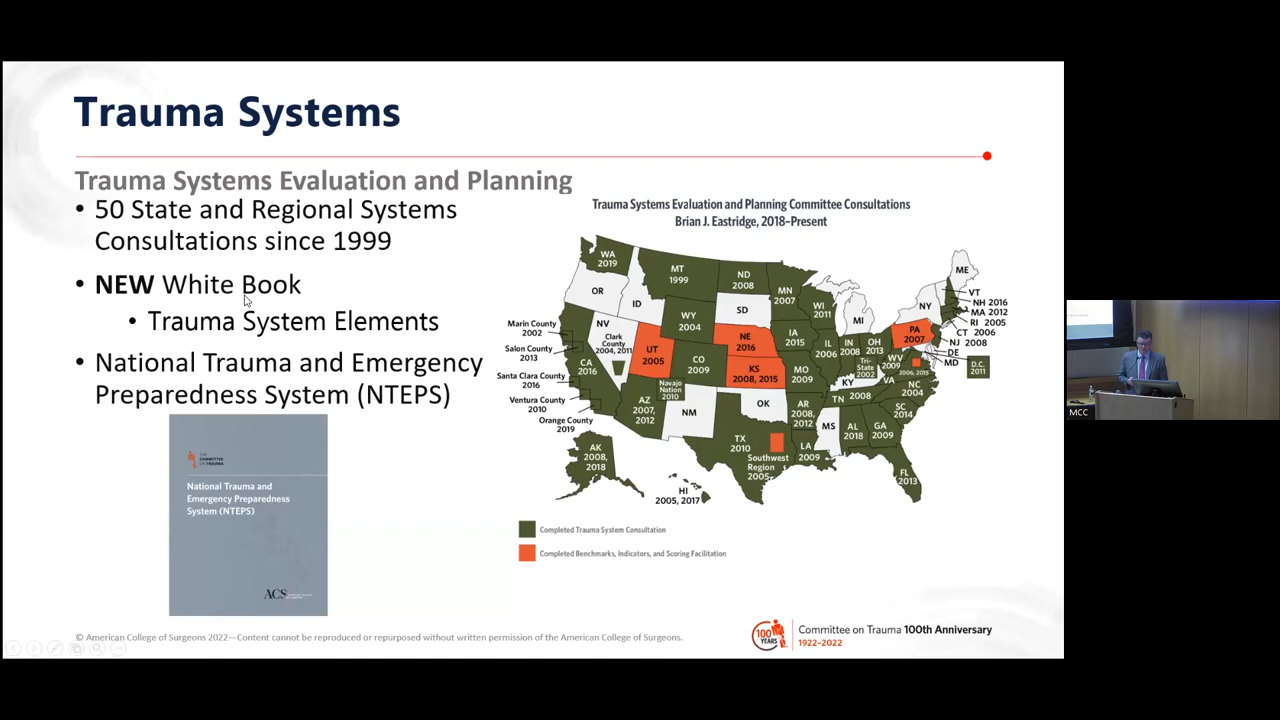 Trauma Systems
Trauma Systems Evaluation and Planning
• 50 State and Regional Systems
Consultations since 1999
• NEW White Book
• Trauma System Elements
• National Trauma and Emergency
Preparedness System (NTEPS)
THE
COMMITTEE
ON TRAUMA
National Trauma and
Emergency Preparedness
System (NTEPS)
ACS
Trauma Systems Evaluation and Planning Committee Consultations
Brian J. Eastridge, 2018–Present
WA
2019
MT
1999
ND
2008
MN
2007
WI
2011
MI
ME
VT
NH 2016
MA 2012
RI 2005
CT 2006
NJ 2008
DE
MD
D.C.
2011
NY
PA
2007
OR
ID
WY
2004
SD
IA
2015
NE
2016
NV
Clark
County
2004, 2011
UT
2005
CO
2009
KS
2008, 2015
MO
2009
IL
2006
IN
2008
OH
2013
Tri-
State
2002
WV
2009
2006, 2015
VA
KY
TN 2008
NC
2004
SC
2014
Marin County
2002
Salon County
2013
CA
2016
Santa Clara County
2016
Ventura County
2010
Orange County
2019
AZ
2007,
2012
Navajo
Nation
2010
NM
OK
AR
2008,
2012
MS
AL
2018
GA
2009
TX
2010
Southwest
Region
2005
LA
2009
FL
2013
AK
2008,
2018
HI
2005, 2017
Completed Trauma System Consultation
Completed Benchmarks, Indicators, and Scoring Facilitation
© American College of Surgeons 2022—Content cannot be reproduced or repurposed without written permission of the American College of Surgeons.
100
YEARS
Committee on Trauma 100th Anniversary
1922-2022
MCC